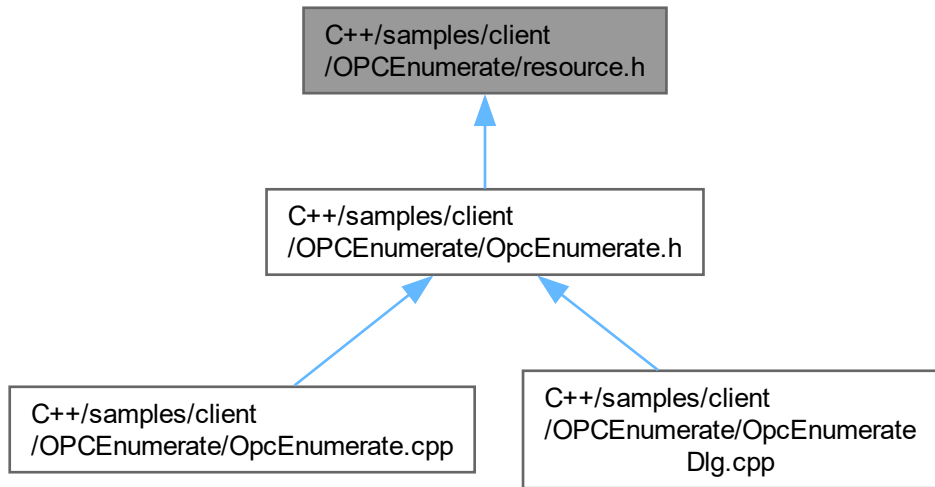 C++/samples/client
/OPCEnumerate/resource.h
C++/samples/client
/OPCEnumerate/OpcEnumerate.h
C++/samples/client
/OPCEnumerate/OpcEnumerate.cpp
C++/samples/client
/OPCEnumerate/OpcEnumerate
Dlg.cpp